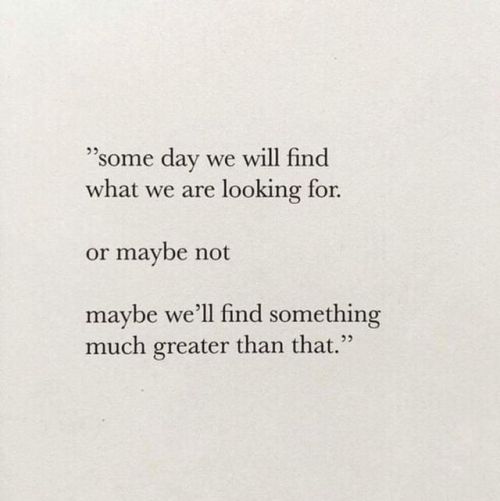 ”some day we will find
what we are looking for.
or maybe not
maybe we’ll find something
much greater than that.”